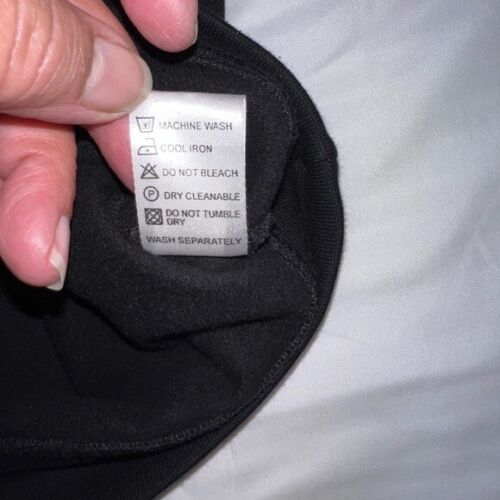 MACHINE WASH
COOL IRON
DO NOT BLEACH
P DRY CLEANABLE
DO NOT TUMBLE
DRY
WASH SEPARATELY